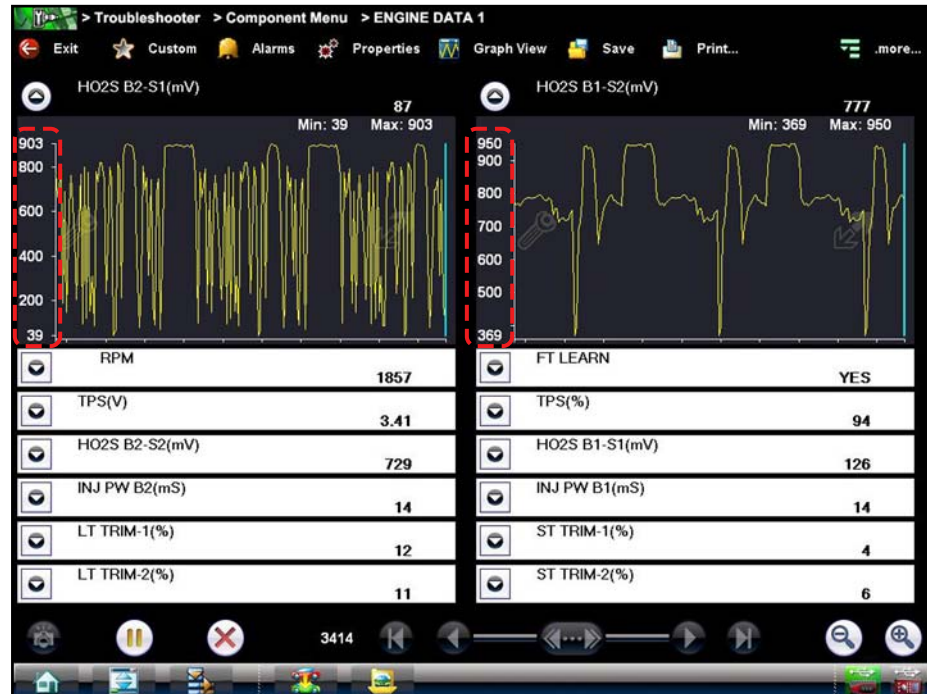 > Troubleshooter > Component Menu > ENGINE DATA 1
Exit Custom Alarms Properties Graph View Save Print... .more...
HO2S B2-S1(mV)
87
Min: 39 Max: 903
903
800
600
400
200
39
HO2S B1-S2(mV)
777
Min: 369 Max: 950
950
900
800
700
600
500
369
RPM
1857
FT LEARN
YES
TPS(V)
3.41
TPS(%)
94
HO2S B2-S2(mV)
729
HO2S B1-S1(mV)
126
INJ PW B2(mS)
14
INJ PW B1(mS)
14
LT TRIM-1(%)
12
ST TRIM-1(%)
4
LT TRIM-2(%)
11
ST TRIM-2(%)
6
3414